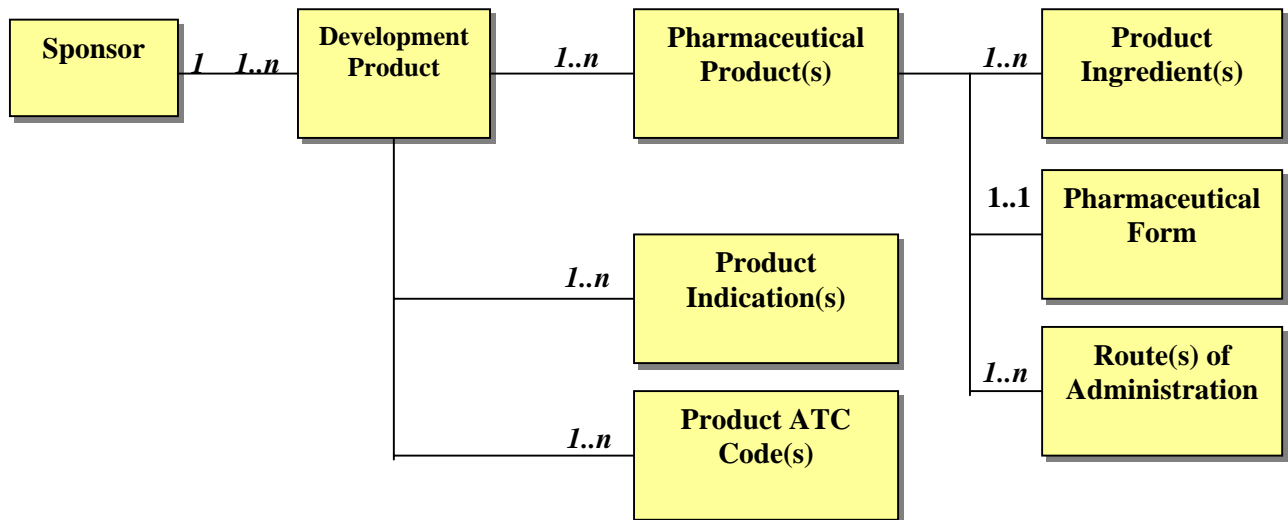 Sponsor
1 1..n
Development
Product
1..n
Pharmaceutical
Product(s)
1..n
Product
Ingredient(s)
1..1
Pharmaceutical
Form
1..n
Product
Indication(s)
1..n
Route(s) of
Administration
1..n
Product ATC
Code(s)